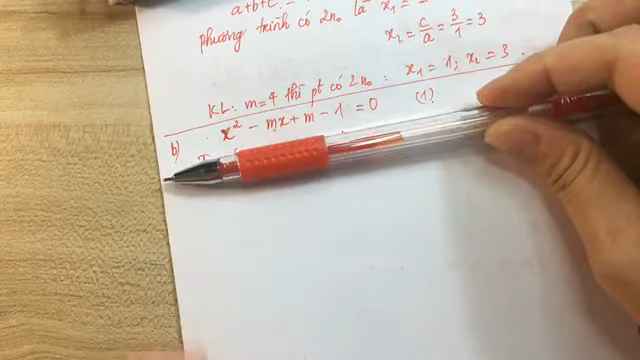 a+b+c
phương trình có 2n₀ là x₁ =
x₂ = c/a = 3/1 = 3
KL: m = 4 thì pt có 2n₀ : x₁ = 1; x₂ = 3 .
b) x² - mx + m - 1 = 0 (1)